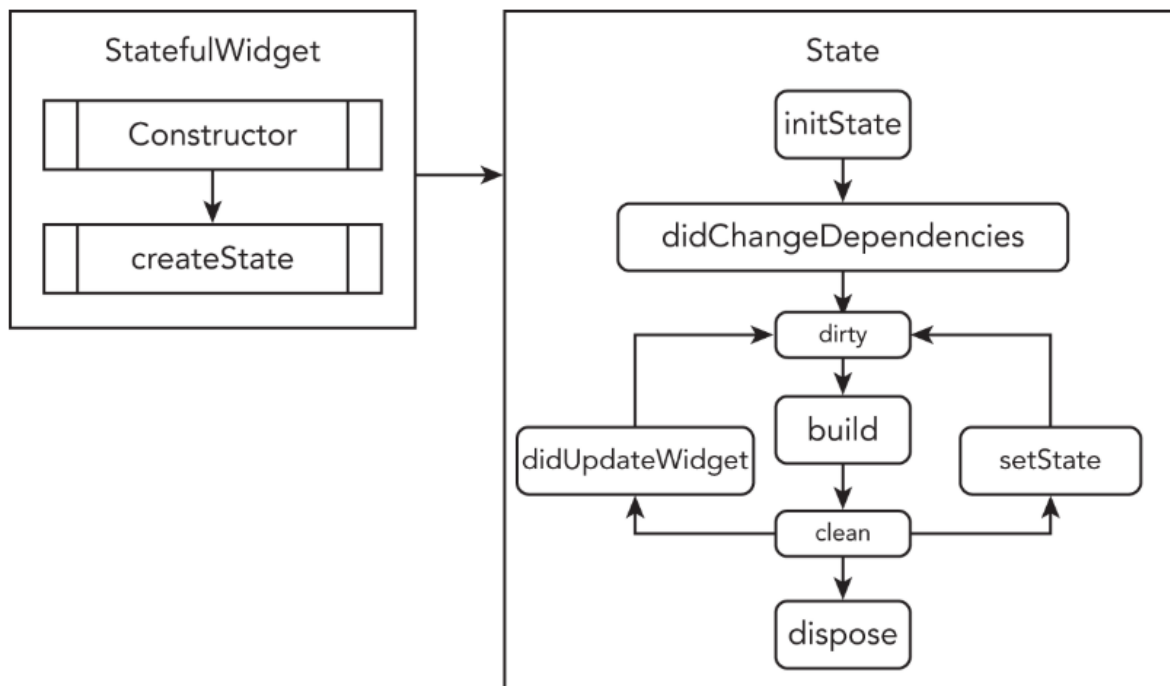 StatefulWidget
Constructor
createState
State
initState
didChangeDependencies
dirty
build
didUpdateWidget
setState
clean
dispose